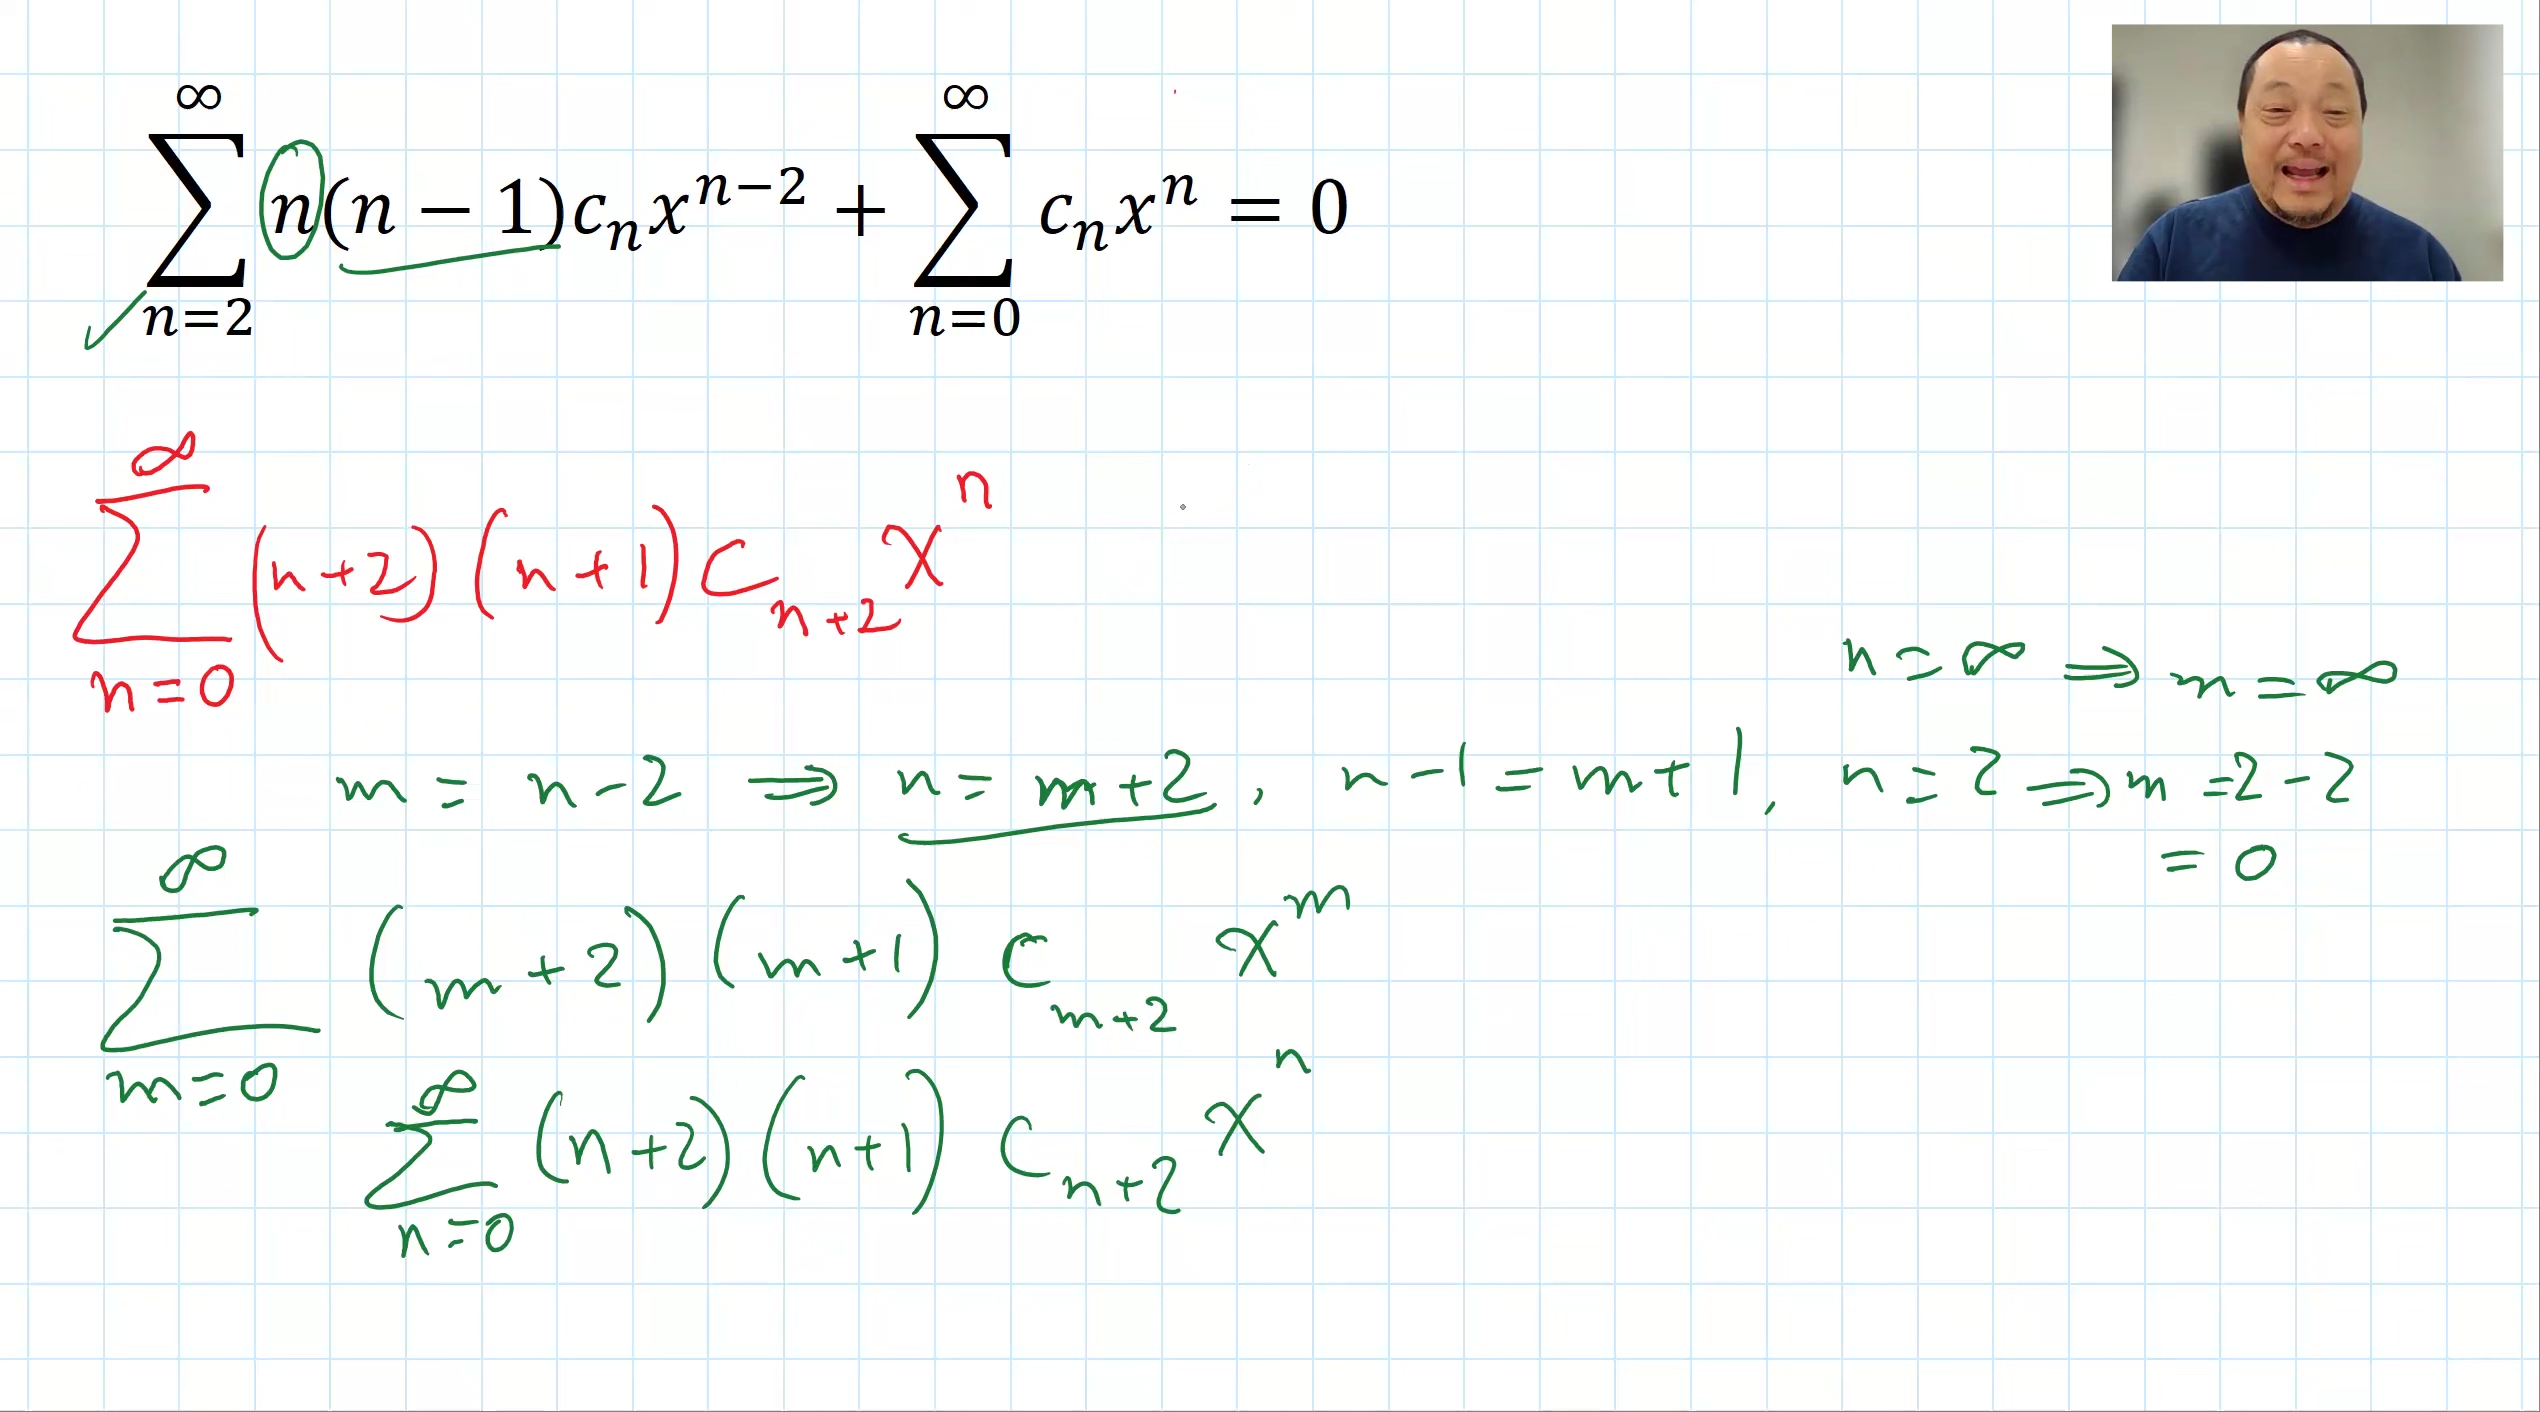 ∑_{n=2}^{∞} n(n − 1)c_n x^{n−2} + ∑_{n=0}^{∞} c_n x^n = 0
∑_{n=0}^{∞} (n+2)(n+1) C_{n+2} X^n
n = ∞ ⟹ m = ∞
m = n-2 ⟹ n = m+2, n-1 = m+1, n = 2 ⟹ m = 2-2
= 0
∑_{m=0}^{∞} (m+2)(m+1) C_{m+2} X^m
∑_{n=0}^{∞} (n+2)(n+1) C_{n+2} X^n